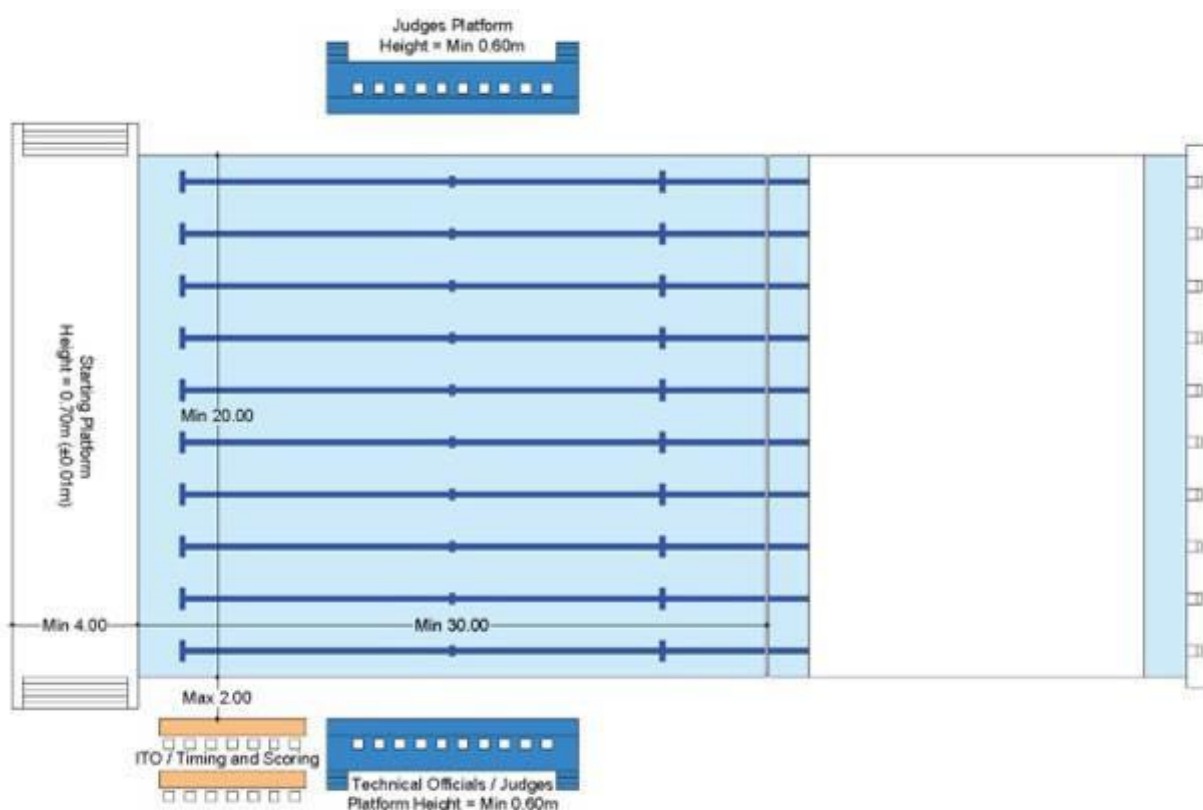 Judges Platform
Height = Min 0.60m
Starting Platform
Height = 0.70m (±0.01m)
Min 20.00
Min 4.00
Min 30.00
Max 2.00
ITO / Timing and Scoring
Technical Officials / Judges
Platform Height = Min 0.60m